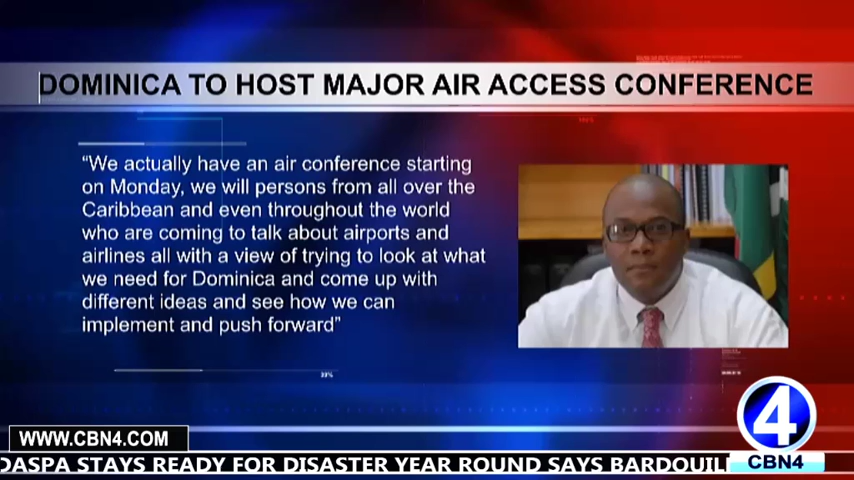 DOMINICA TO HOST MAJOR AIR ACCESS CONFERENCE
“We actually have an air conference starting
on Monday, we will persons from all over the
Caribbean and even throughout the world
who are coming to talk about airports and
airlines all with a view of trying to look at what
we need for Dominica and come up with
different ideas and see how we can
implement and push forward”
33%
4
WWW.CBN4.COM
CBN4
DASPA STAYS READY FOR DISASTER YEAR ROUND SAYS BARDOUIL